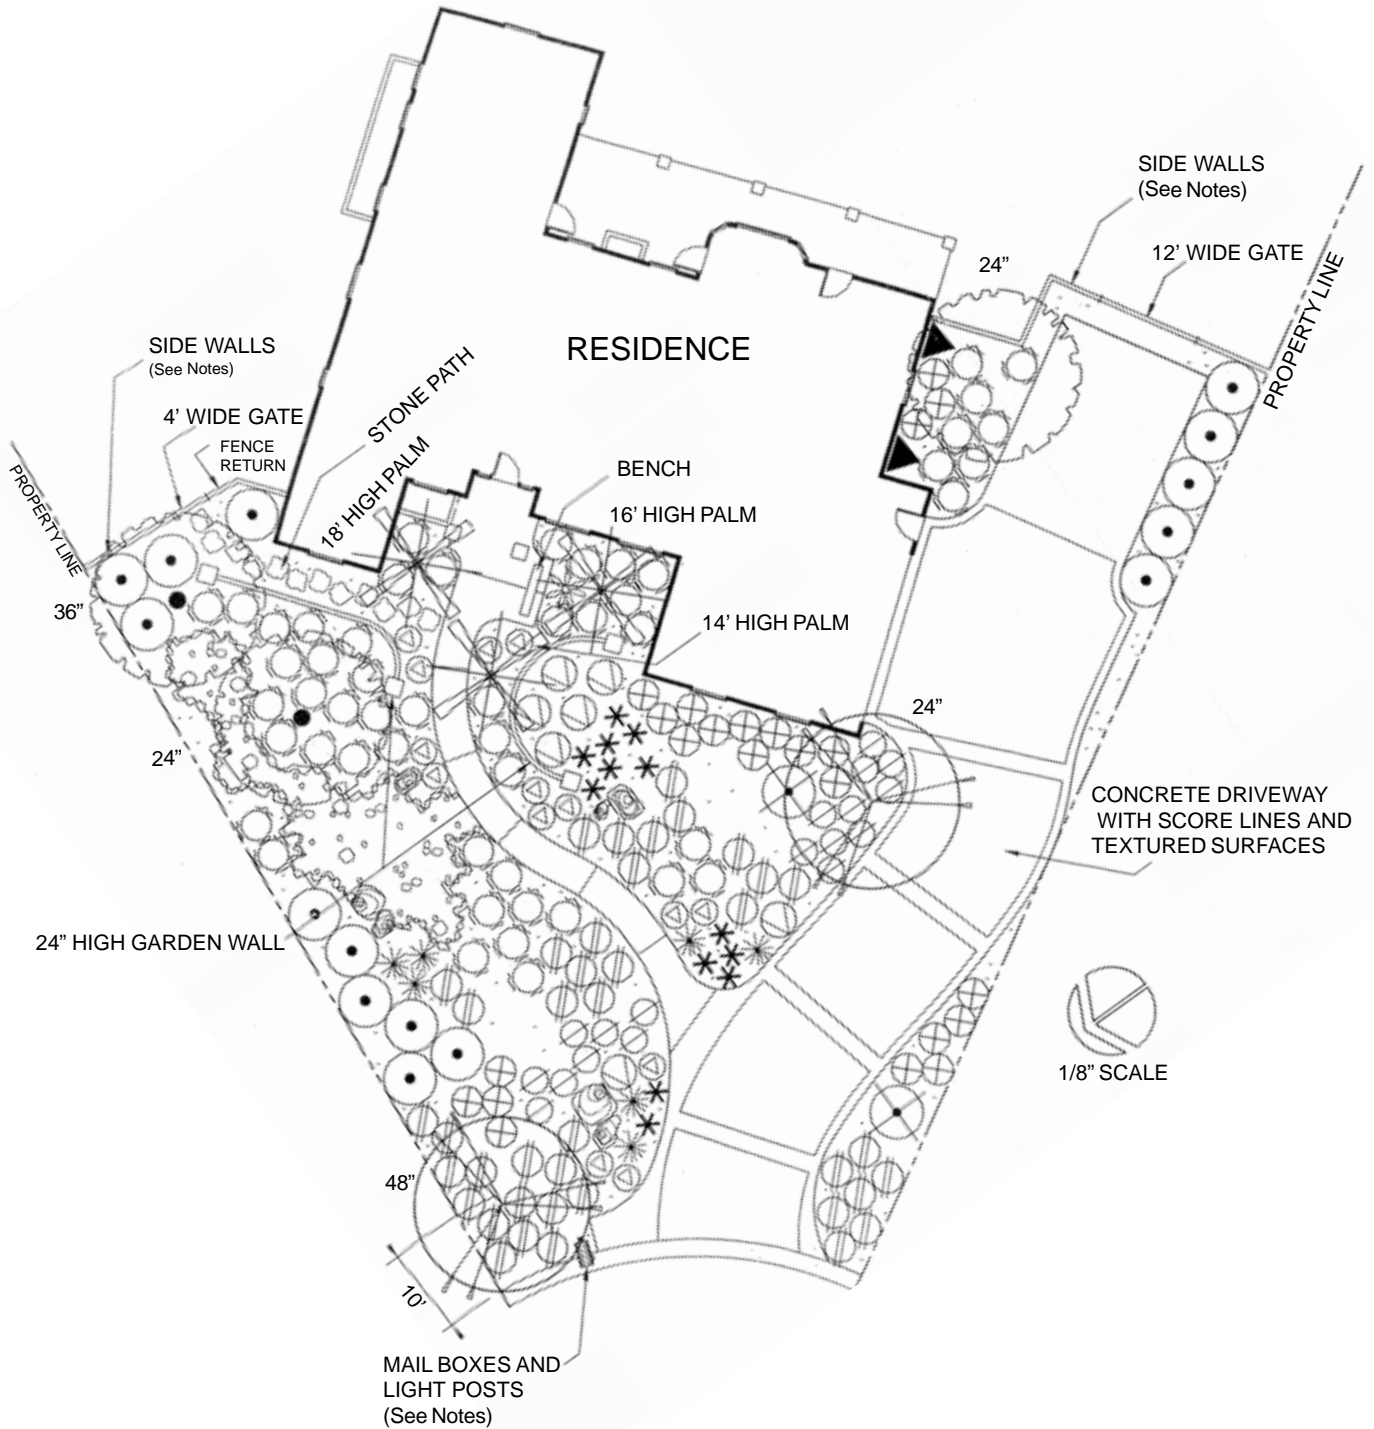 SIDE WALLS
(See Notes)
12' WIDE GATE
24”
PROPERTY LINE
SIDE WALLS
(See Notes)
RESIDENCE
STONE PATH
4’ WIDE GATE
FENCE
RETURN
18’ HIGH PALM
BENCH
16’ HIGH PALM
PROPERTY LINE
36”
14’ HIGH PALM
24”
24”
CONCRETE DRIVEWAY
WITH SCORE LINES AND
TEXTURED SURFACES
24” HIGH GARDEN WALL
1/8” SCALE
48”
10’
MAIL BOXES AND
LIGHT POSTS
(See Notes)